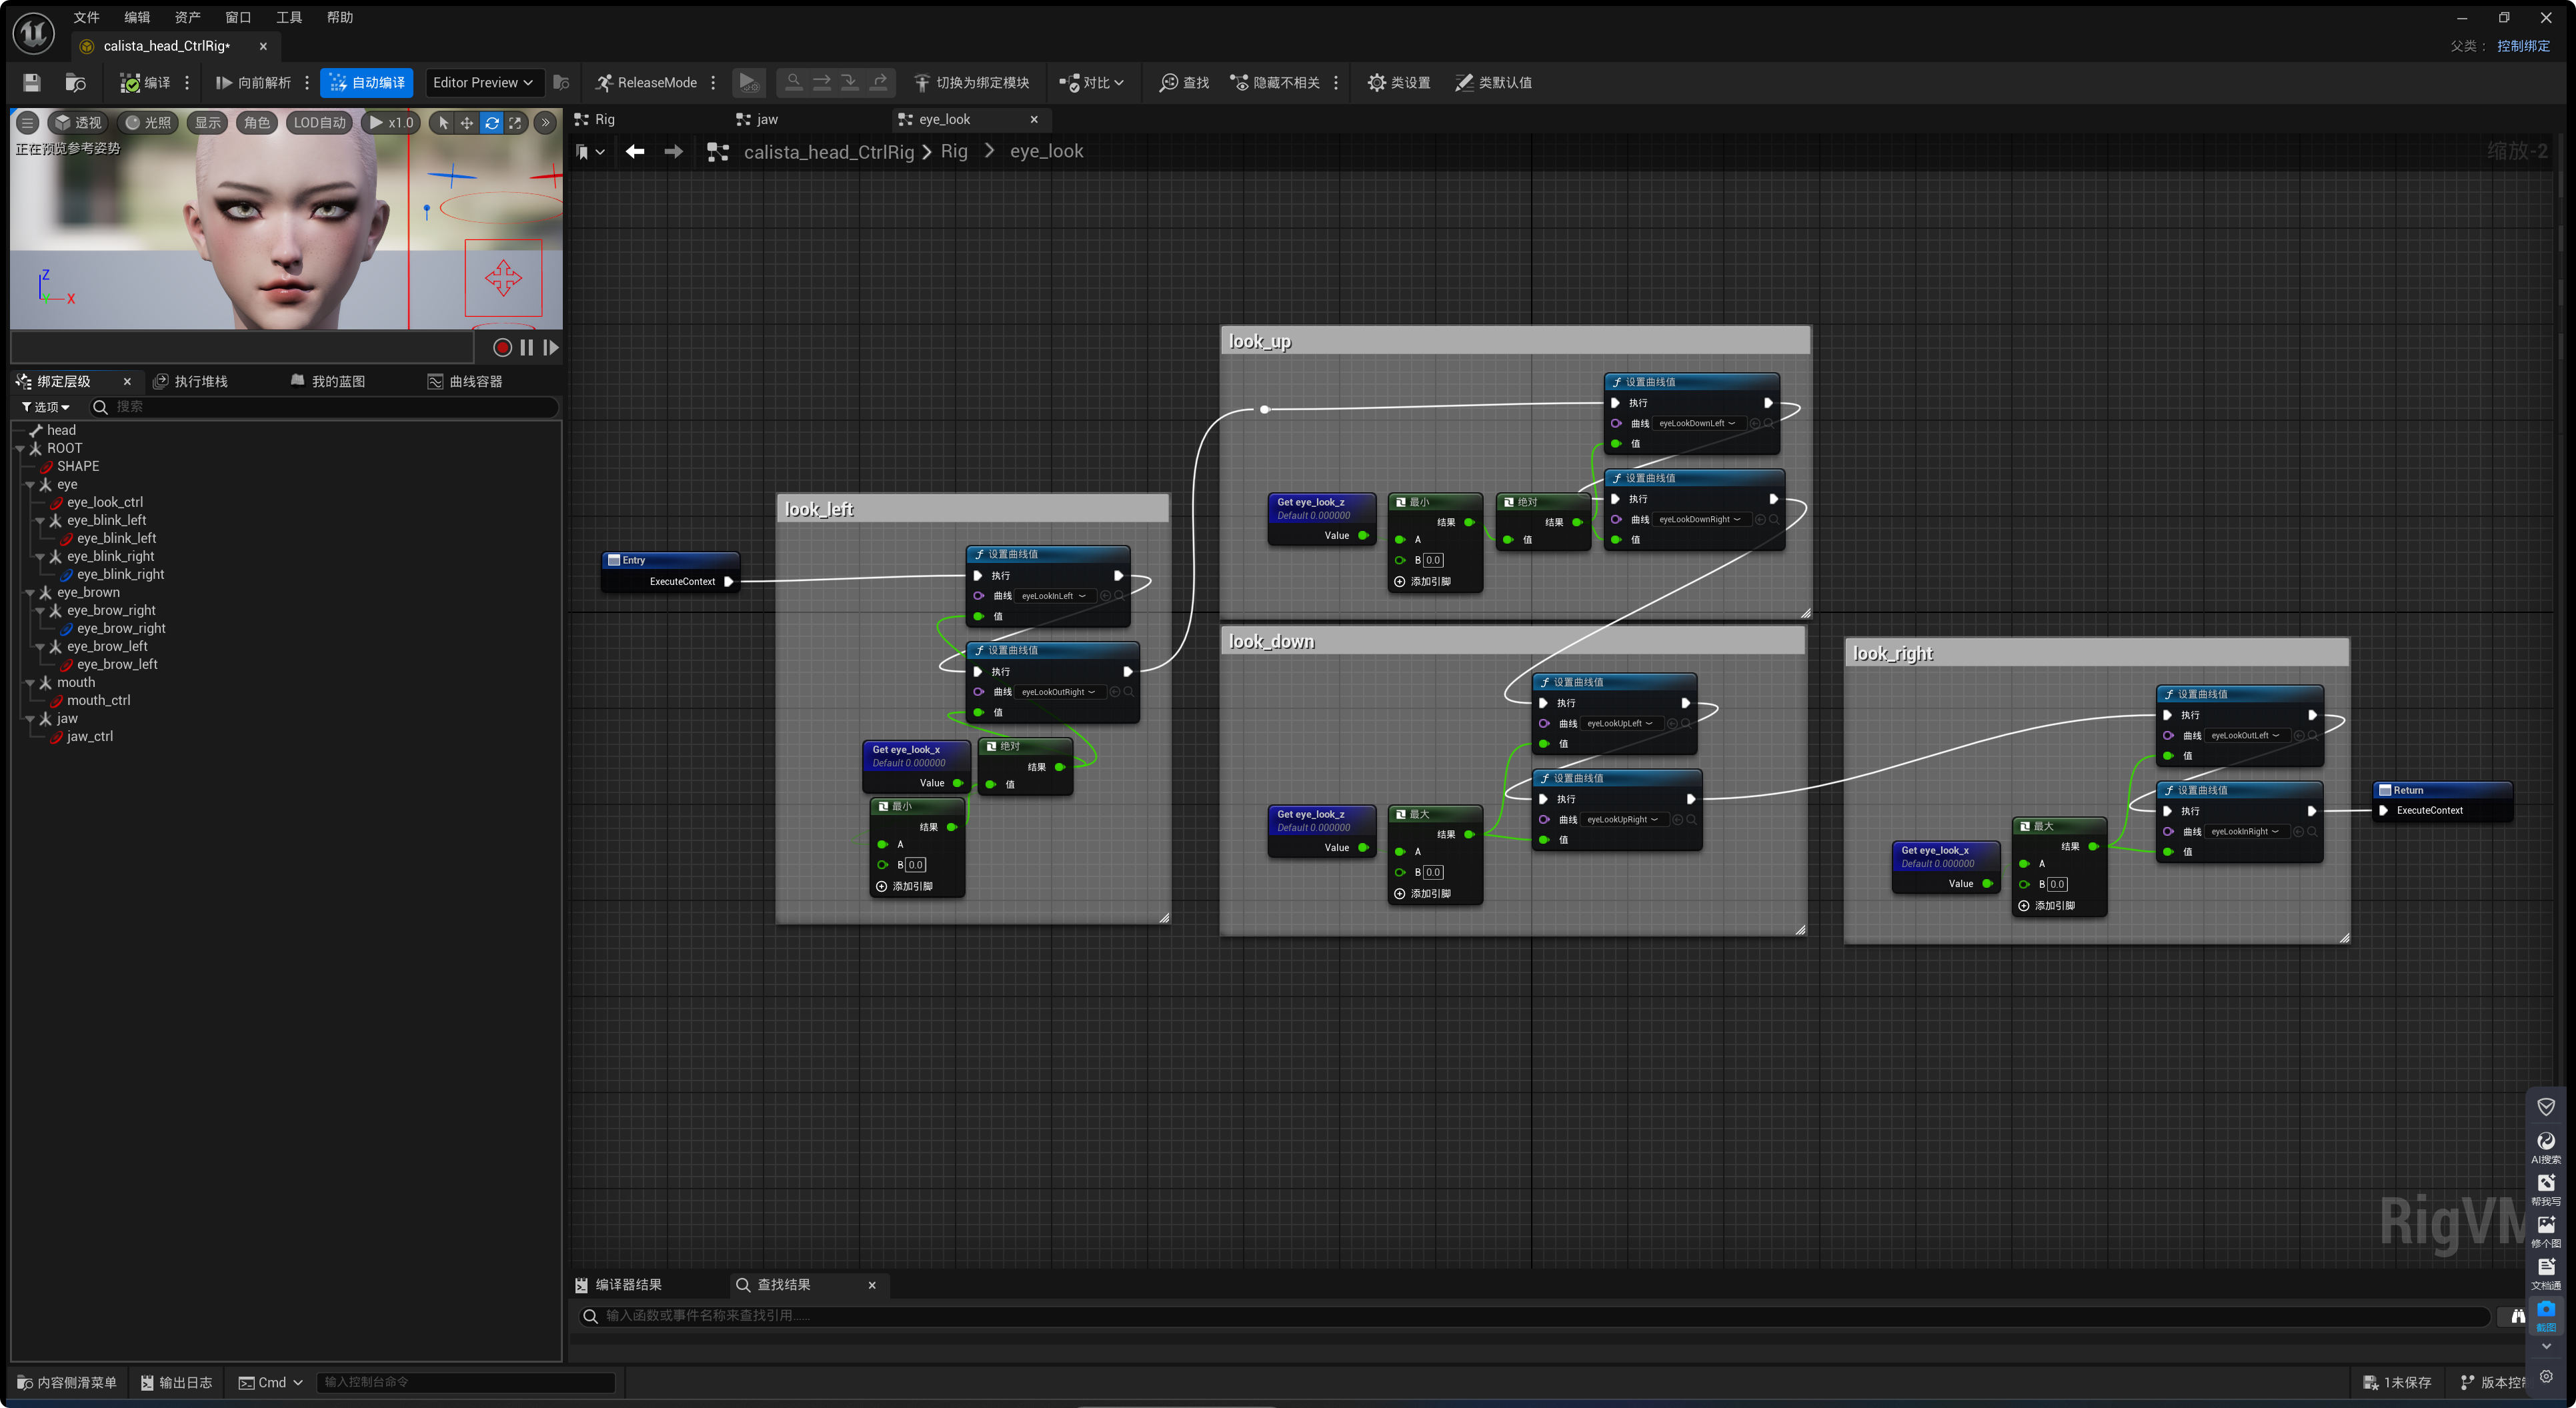 文件 编辑 资产 窗口 工具 帮助
calista_head_CtrlRig*
父类： 控制绑定
编译 向前解析 自动编译 Editor Preview ReleaseMode 切换为绑定模块 对比 查找 隐藏不相关 类设置 类默认值
透视 光照 显示 角色 LOD自动 x1.0
正在预览参考姿势
Z
X
绑定层级 执行堆栈 我的蓝图 曲线容器
选项 搜索
head
ROOT
SHAPE
eye
eye_look_ctrl
eye_blink_left
eye_blink_left
eye_blink_right
eye_blink_right
eye_brown
eye_brow_right
eye_brow_right
eye_brow_left
eye_brow_left
mouth
mouth_ctrl
jaw
jaw_ctrl
Rig jaw eye_look
calista_head_CtrlRig Rig eye_look
缩放-2
Entry
ExecuteContext
look_left
设置曲线值
执行
曲线 eyeLookInLeft
值
设置曲线值
执行
曲线 eyeLookOutRight
值
Get eye_look_x
Default 0.000000
Value
绝对
结果
值
最小
结果
A
B 0.0
添加引脚
look_up
设置曲线值
执行
曲线 eyeLookDownLeft
值
设置曲线值
执行
曲线 eyeLookDownRight
值
Get eye_look_z
Default 0.000000
Value
最小
结果
A
B 0.0
添加引脚
绝对
结果
值
look_down
设置曲线值
执行
曲线 eyeLookUpLeft
值
设置曲线值
执行
曲线 eyeLookUpRight
值
Get eye_look_z
Default 0.000000
Value
最大
结果
A
B 0.0
添加引脚
look_right
设置曲线值
执行
曲线 eyeLookOutLeft
值
设置曲线值
执行
曲线 eyeLookInRight
值
Get eye_look_x
Default 0.000000
Value
最大
结果
A
B 0.0
添加引脚
Return
ExecuteContext
RigVM
AI搜索
帮我写
修个图
文档通
截图
编译器结果 查找结果
输入函数或事件名称来查找引用......
内容侧滑菜单 输出日志 Cmd 输入控制台命令
1未保存 版本控